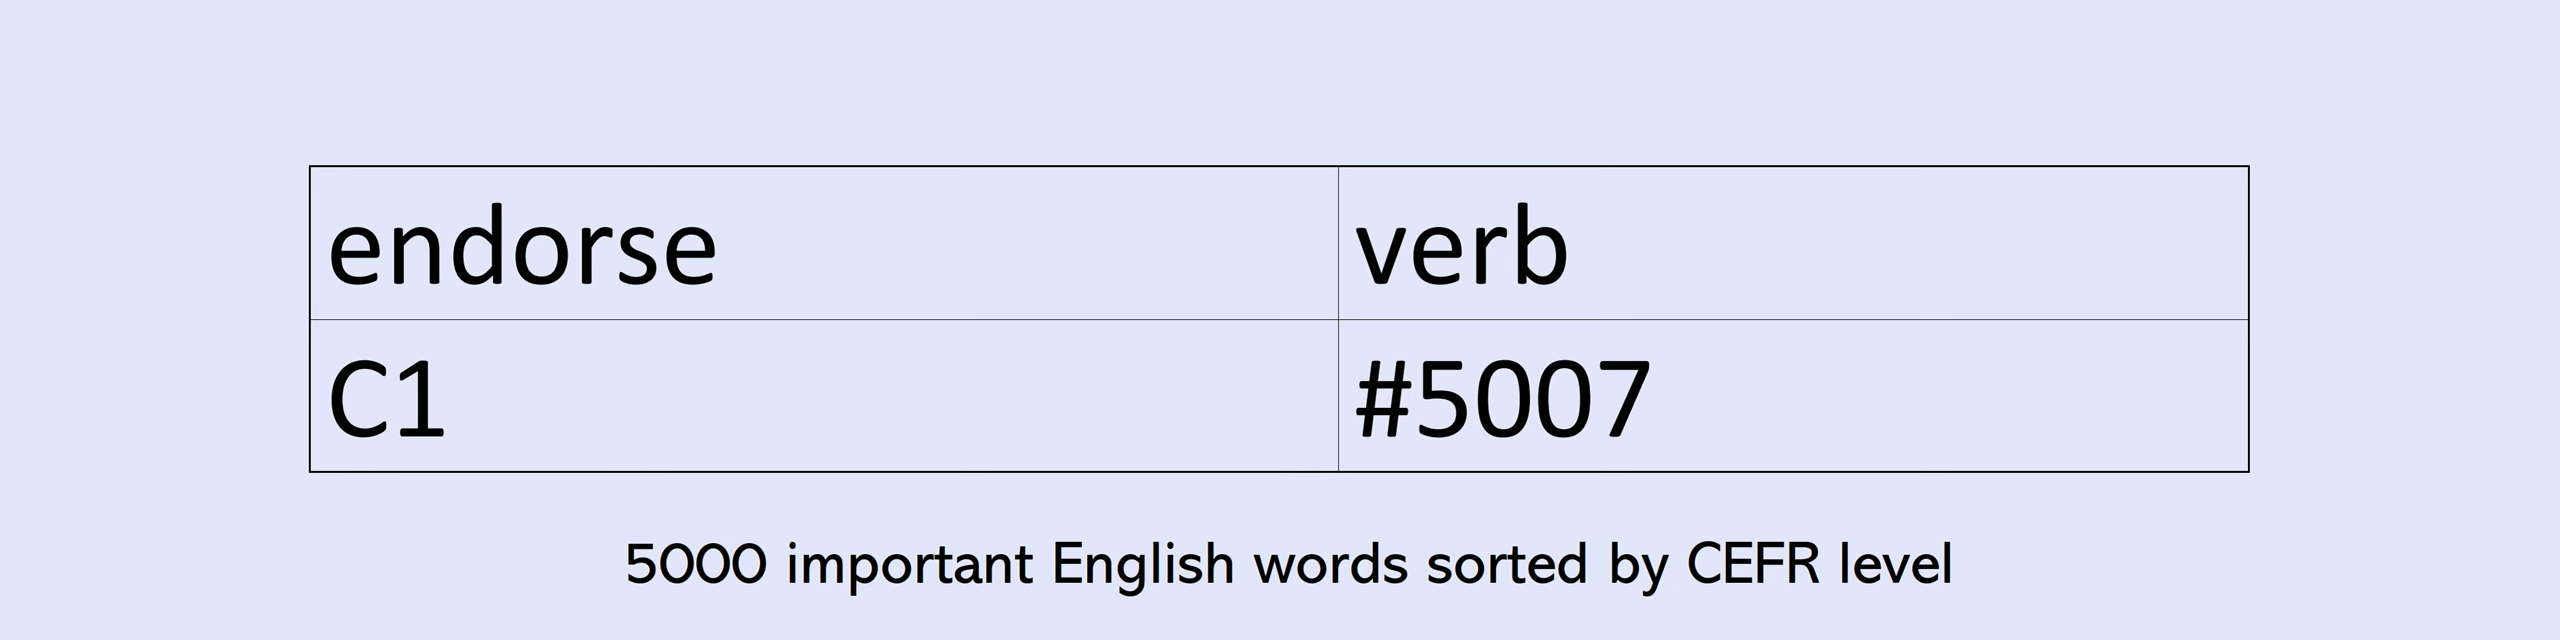 endorse verb
C1 #5007
5000 important English words sorted by CEFR level